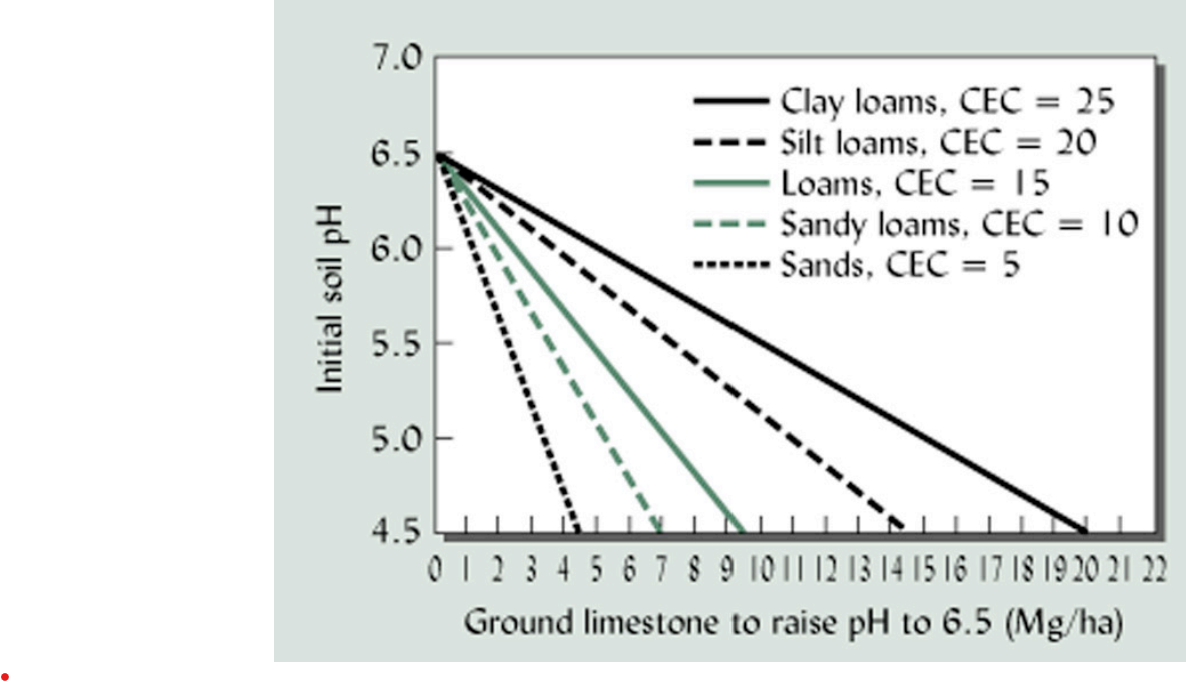 7.0
Clay loams, CEC = 25
Silt loams, CEC = 20
6.5
Loams, CEC = 15
Sandy loams, CEC = 10
6.0
Sands, CEC = 5
Initial soil pH
5.5
5.0
4.5
0 1 2 3 4 5 6 7 8 9 10 11 12 13 14 15 16 17 18 19 20 21 22
Ground limestone to raise pH to 6.5 (Mg/ha)